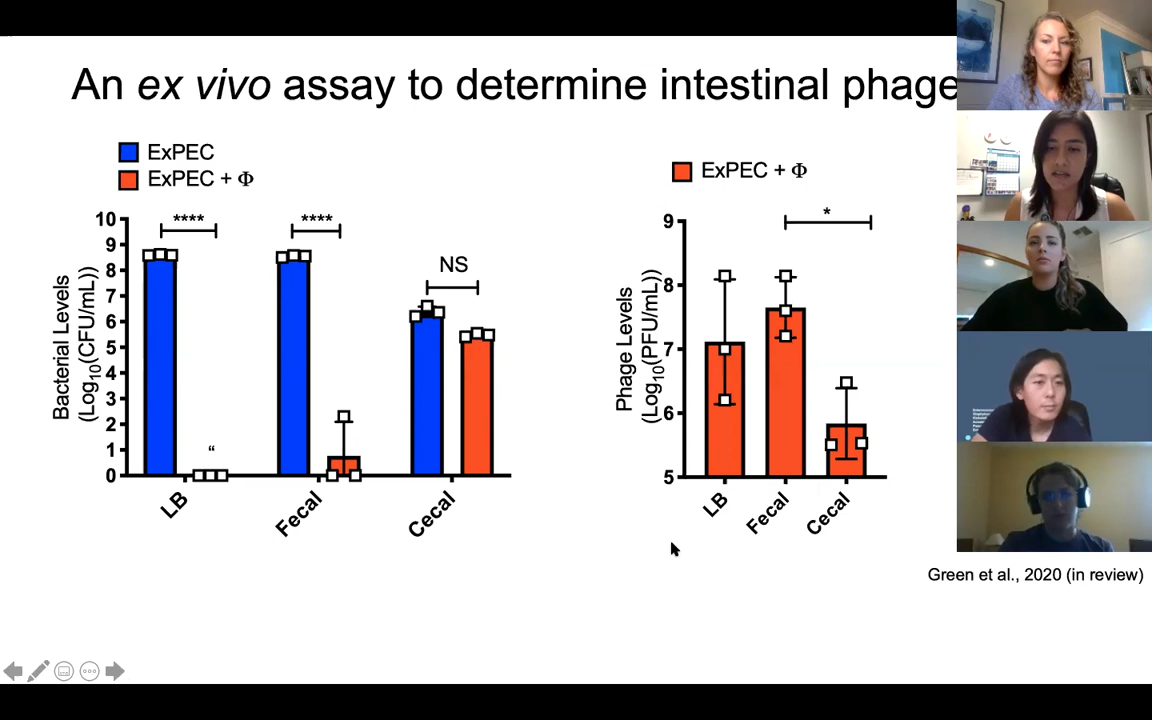 An ex vivo assay to determine intestinal phage
ExPEC
ExPEC + Φ
ExPEC + Φ
Bacterial Levels
(Log10(CFU/mL))
10
9
8
7
6
5
4
3
2
1
0
****
“
****
NS
LB
Fecal
Cecal
Phage Levels
(Log10(PFU/mL))
9
8
7
6
5
*
LB
Fecal
Cecal
Green et al., 2020 (in review)